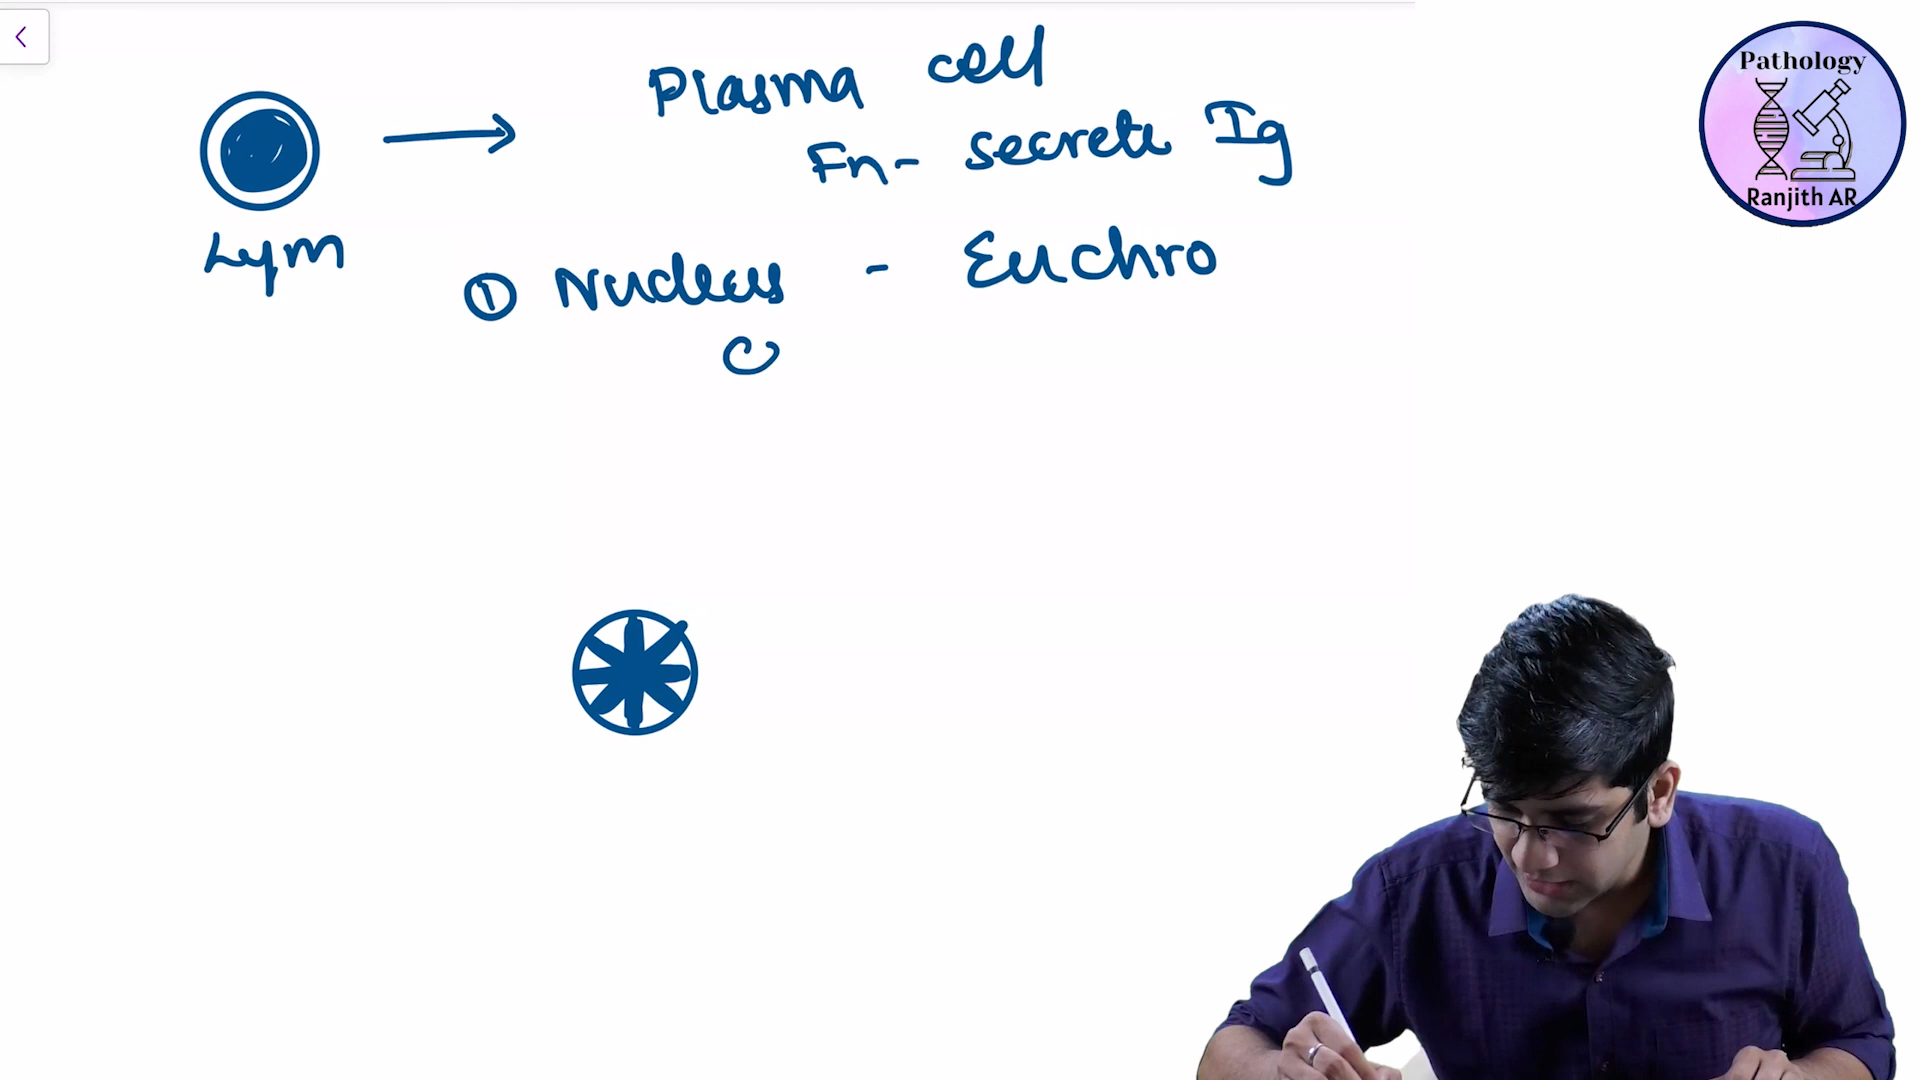 Plasma cell
Fn- secrete Ig
Lym
① Nucleus - Euchro
Pathology
Ranjith AR